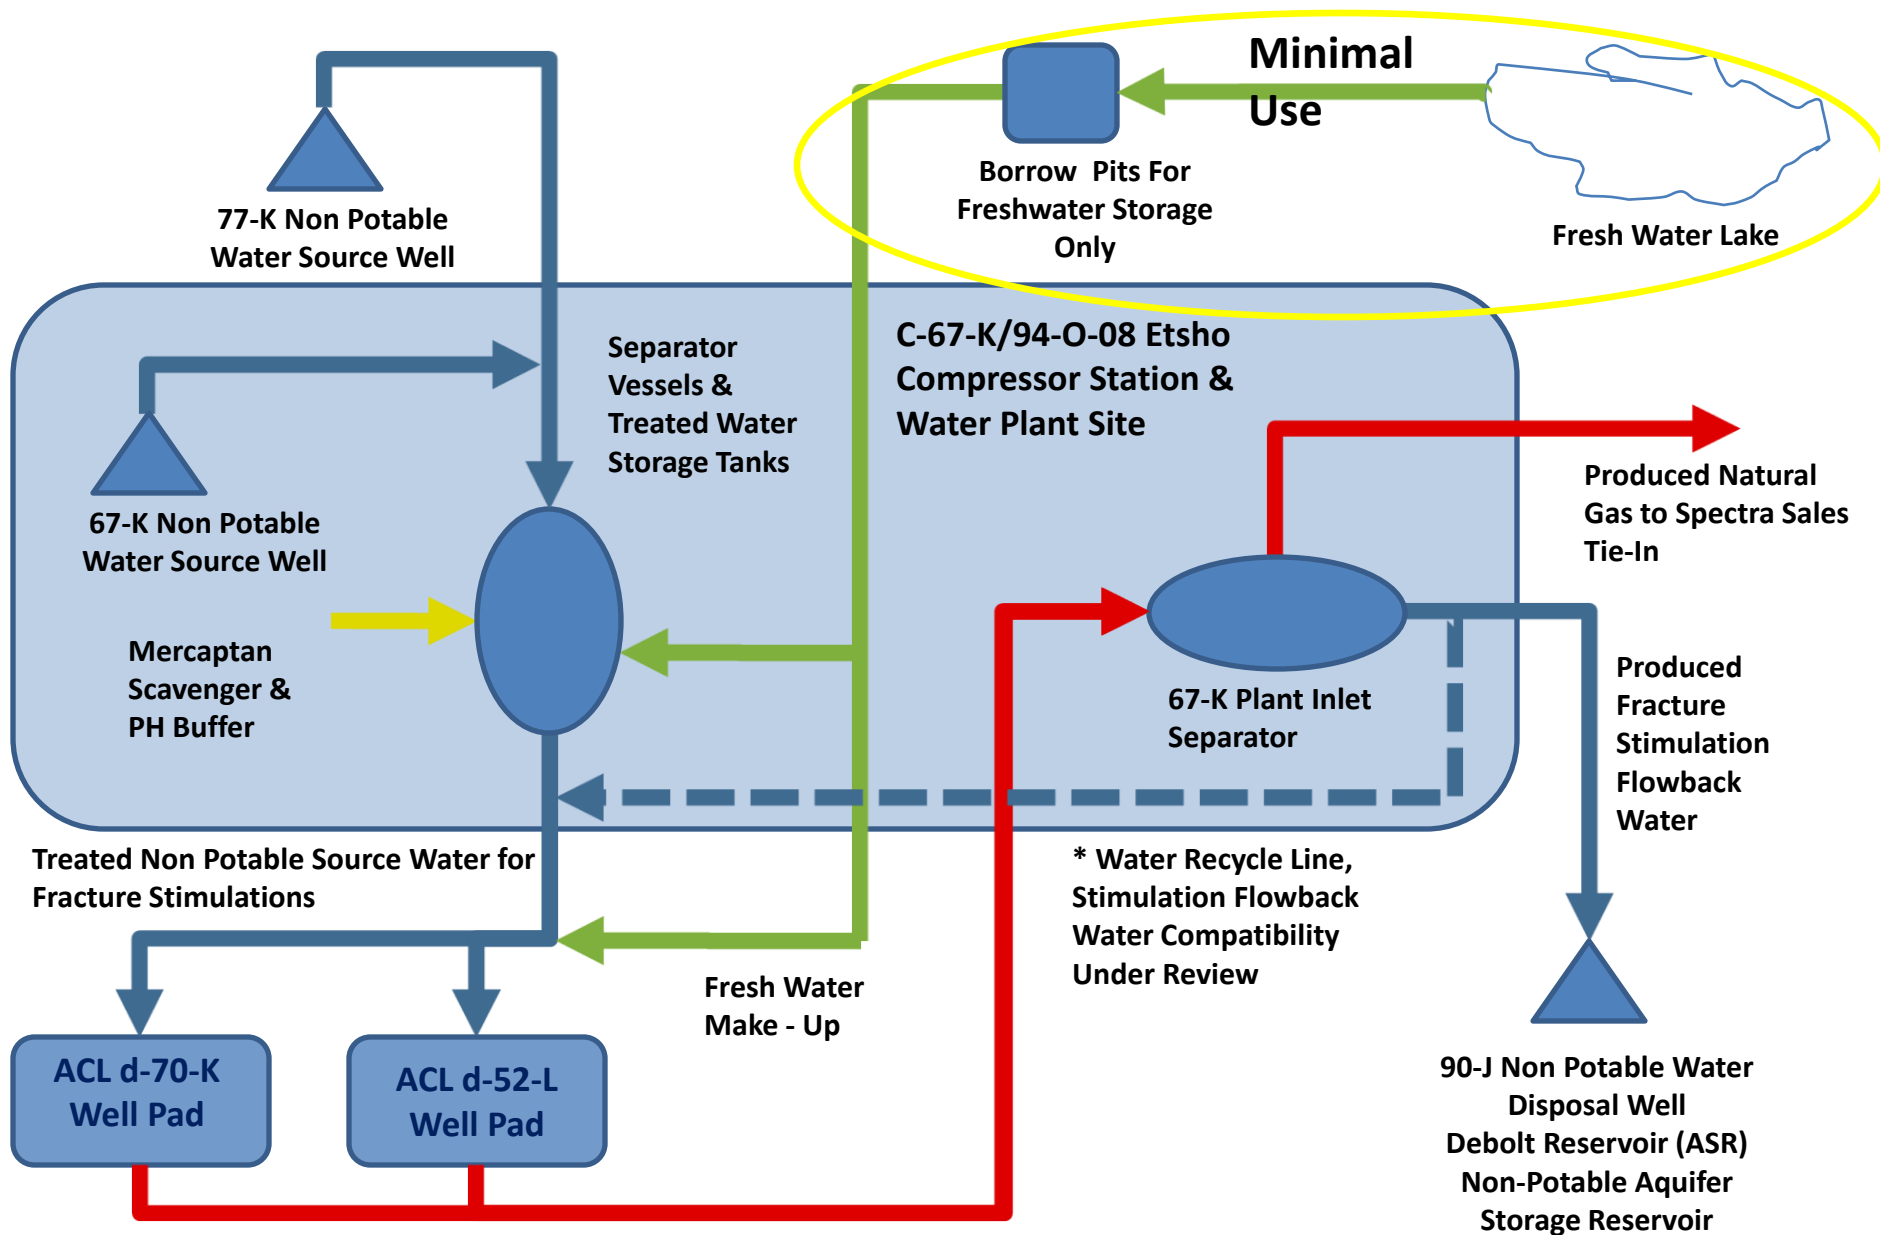 Minimal
Use
Borrow  Pits For
Freshwater Storage
Only
Fresh Water Lake
77-K Non Potable
Water Source Well
C-67-K/94-O-08 Etsho
Compressor Station &
Water Plant Site
Separator
Vessels &
Treated Water
Storage Tanks
67-K Non Potable
Water Source Well
Produced Natural
Gas to Spectra Sales
Tie-In
Mercaptan
Scavenger &
PH Buffer
67-K Plant Inlet
Separator
Produced
Fracture
Stimulation
Flowback
Water
Treated Non Potable Source Water for
Fracture Stimulations
* Water Recycle Line,
Stimulation Flowback
Water Compatibility
Under Review
Fresh Water
Make - Up
ACL d-70-K
Well Pad
ACL d-52-L
Well Pad
90-J Non Potable Water
Disposal Well
Debolt Reservoir (ASR)
Non-Potable Aquifer
Storage Reservoir